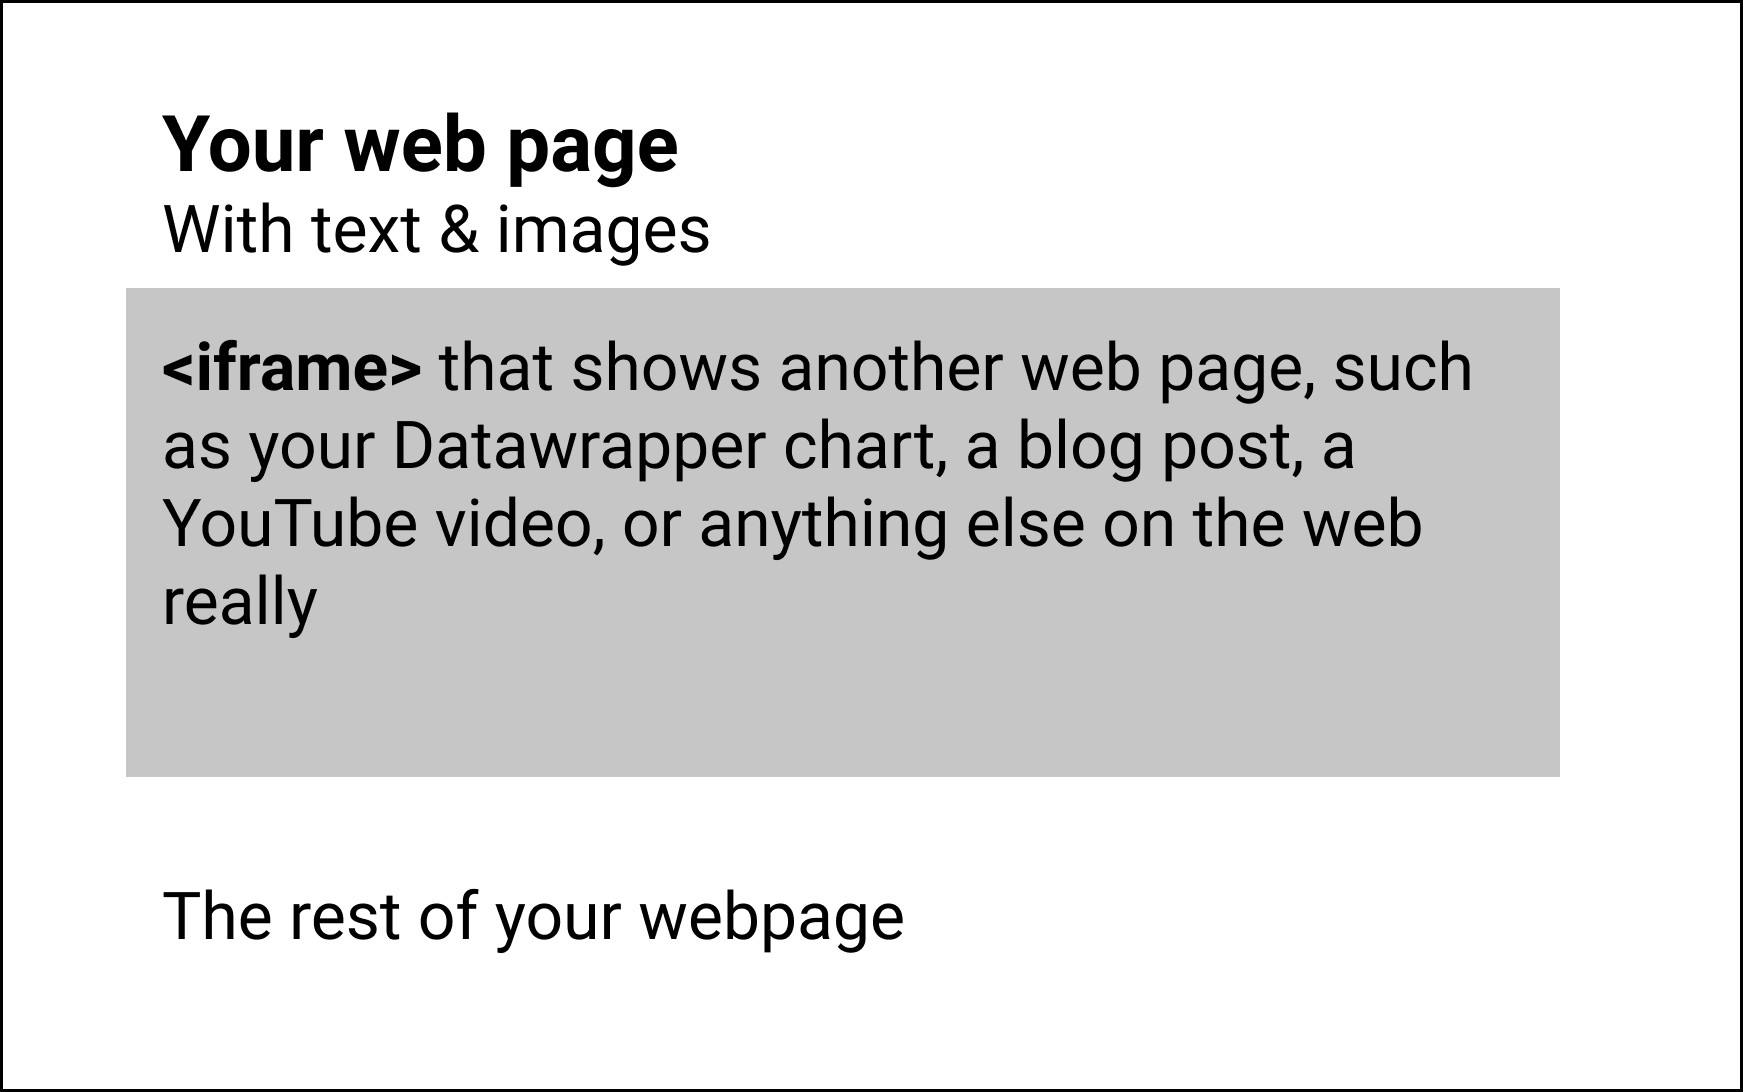 Your web page
With text & images
<iframe> that shows another web page, such
as your Datawrapper chart, a blog post, a
YouTube video, or anything else on the web
really
The rest of your webpage